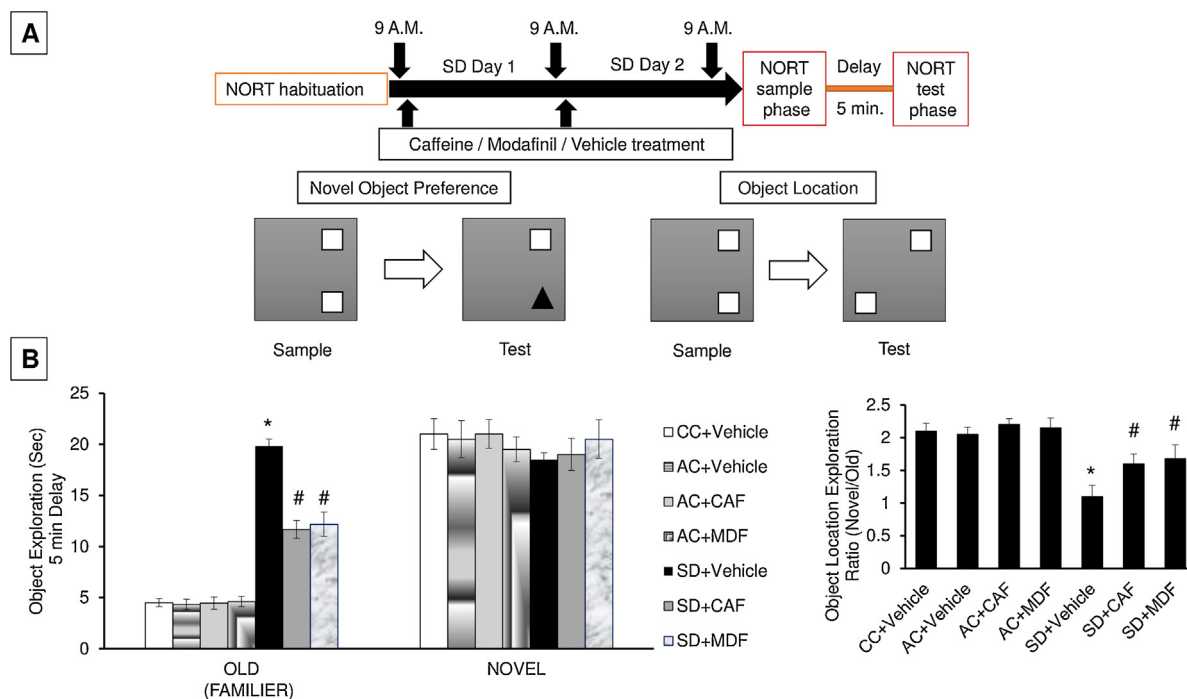 A
9 A.M. 9 A.M. 9 A.M.
SD Day 1 SD Day 2
NORT habituation
NORT
sample
phase
Delay
5 min.
NORT
test
phase
Caffeine / Modafinil / Vehicle treatment
Novel Object Preference
Object Location
Sample Test Sample Test
B
Object Exploration (Sec)
5 min Delay
25
20
15
10
5
0
*
# #
OLD
(FAMILIER)
NOVEL
CC+Vehicle
AC+Vehicle
AC+CAF
AC+MDF
SD+Vehicle
SD+CAF
SD+MDF
Object Location Exploration
Ratio (Novel/Old)
2.5
2
1.5
1
0.5
0
*
# #
CC+Vehicle
AC+Vehicle
AC+CAF
AC+MDF
SD+Vehicle
SD+CAF
SD+MDF